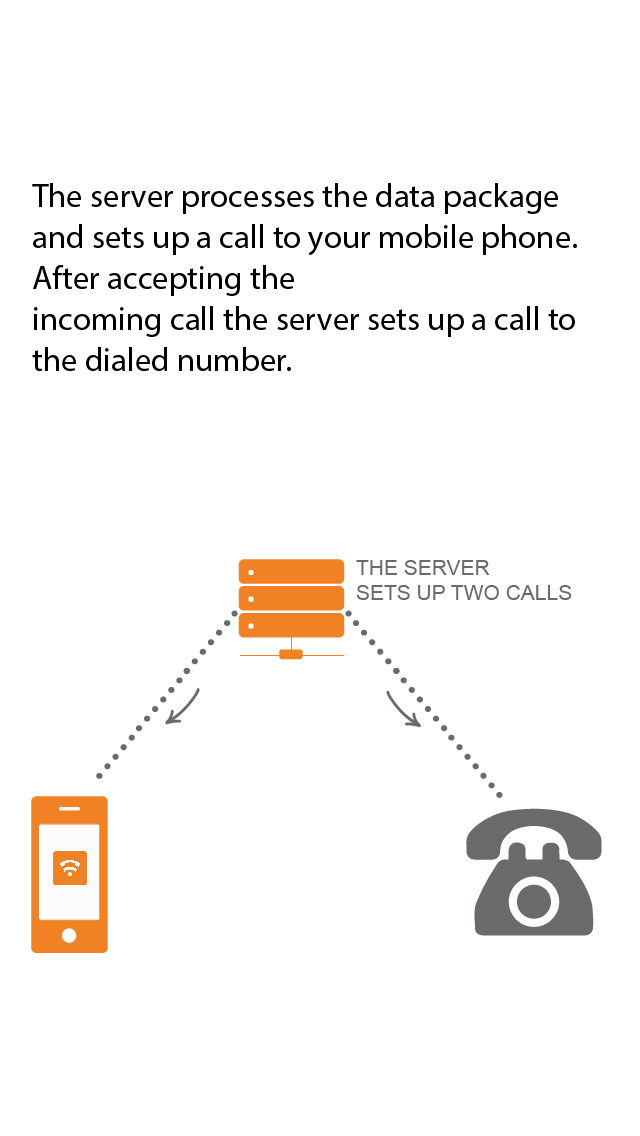 The server processes the data package
and sets up a call to your mobile phone.
After accepting the
incoming call the server sets up a call to
the dialed number.
THE SERVER
SETS UP TWO CALLS